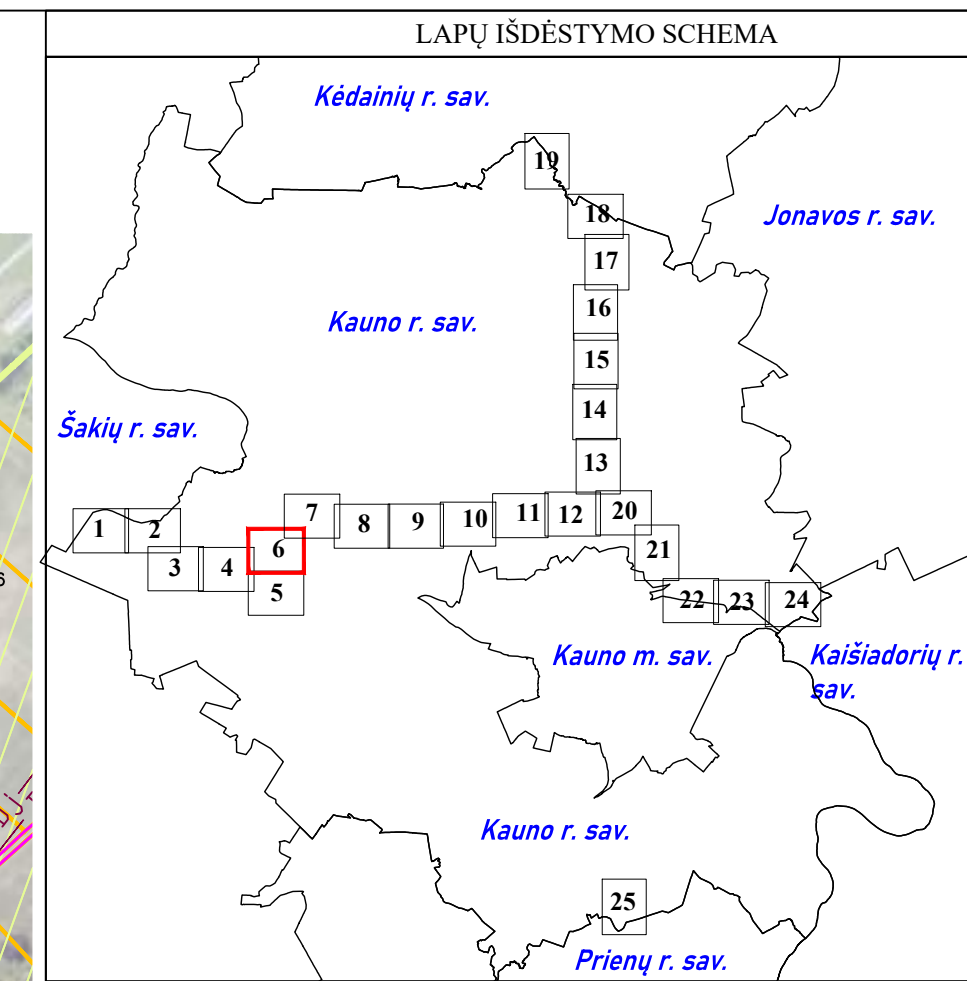 LAPŲ IŠDĖSTYMO SCHEMA
Kėdainių r. sav.
19
18
Jonavos r. sav.
17
16
Kauno r. sav.
15
14
Šakių r. sav.
13
7
8
9
10
11
12
20
1
2
6
21
3
4
5
22
23
24
Kauno m. sav.
Kaišiadorių r.
sav.
Kauno r. sav.
25
Prienų r. sav.